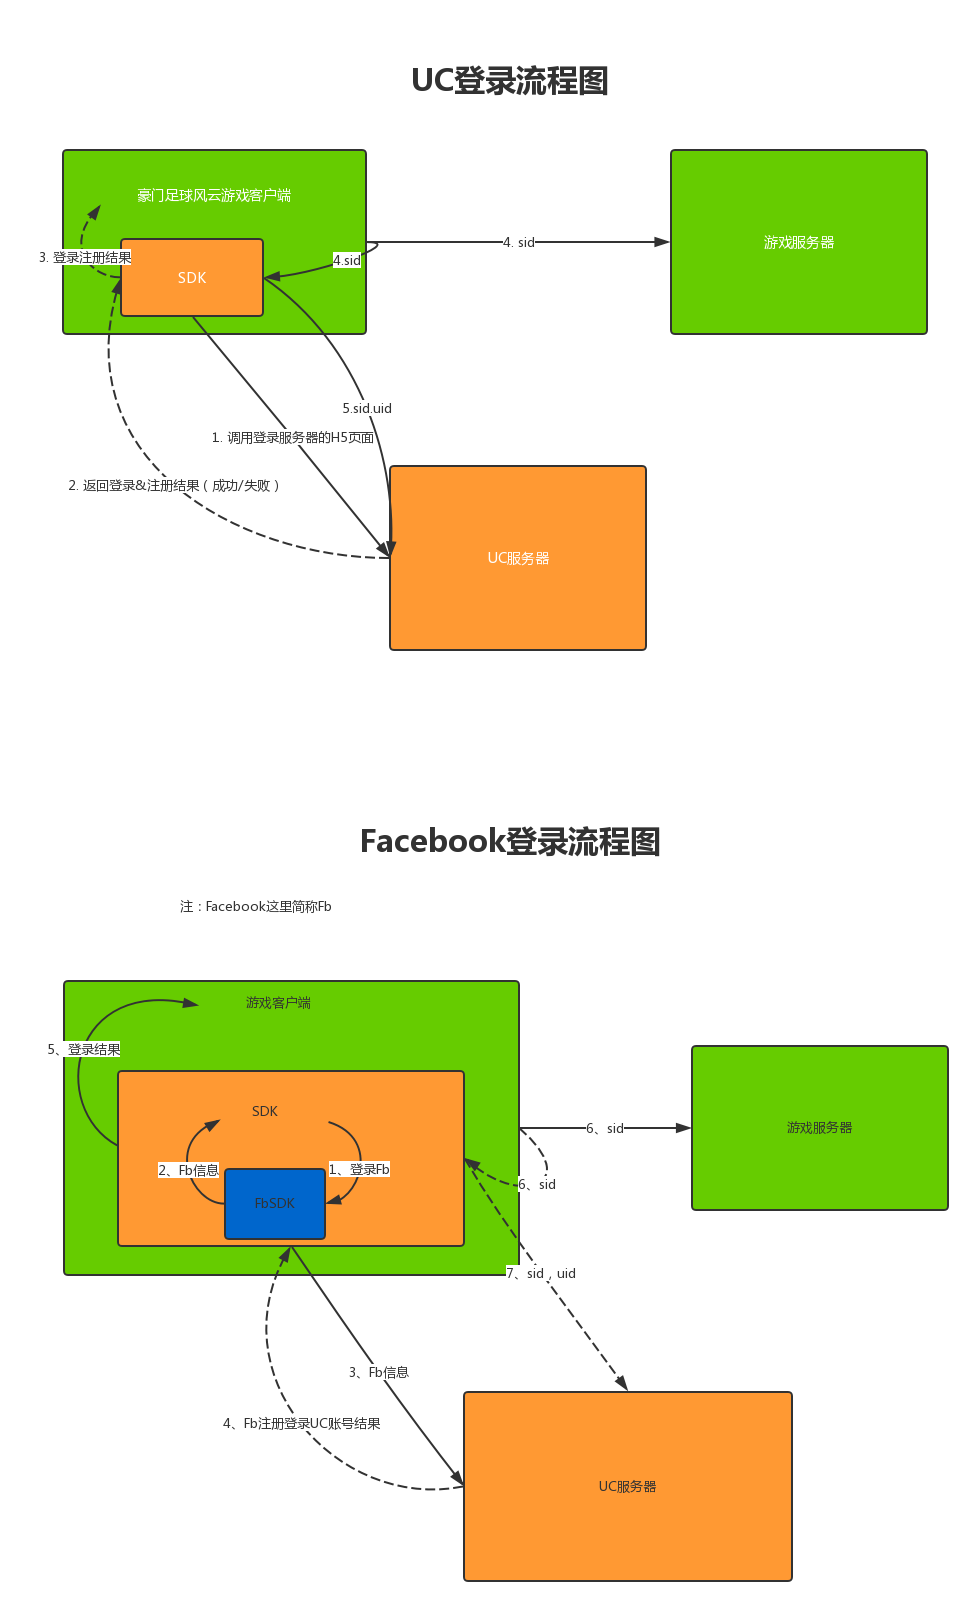 UC登录流程图
豪门足球风云游戏客户端
3. 登录注册结果
SDK
4.sid
4. sid
游戏服务器
5.sid.uid
1. 调用登录服务器的H5页面
2. 返回登录&注册结果（成功/失败）
UC服务器
Facebook登录流程图
注：Facebook这里简称Fb
游戏客户端
5、登录结果
SDK
2、Fb信息
1、登录Fb
FbSDK
6、sid
游戏服务器
6、sid
7、sid，uid
3、Fb信息
4、Fb注册登录UC账号结果
UC服务器